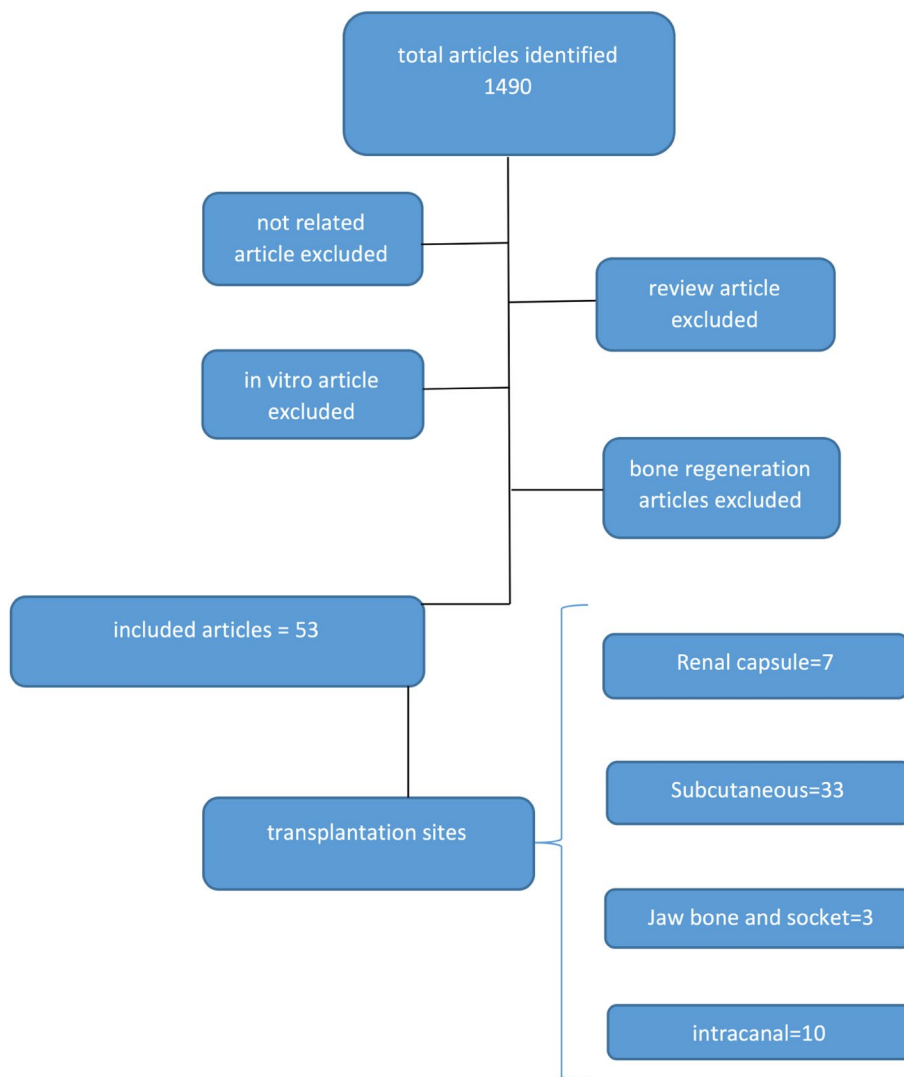 total articles identified
1490
not related
article excluded
review article
excluded
in vitro article
excluded
bone regeneration
articles excluded
included articles = 53
Renal capsule=7
Subcutaneous=33
transplantation sites
Jaw bone and socket=3
intracanal=10